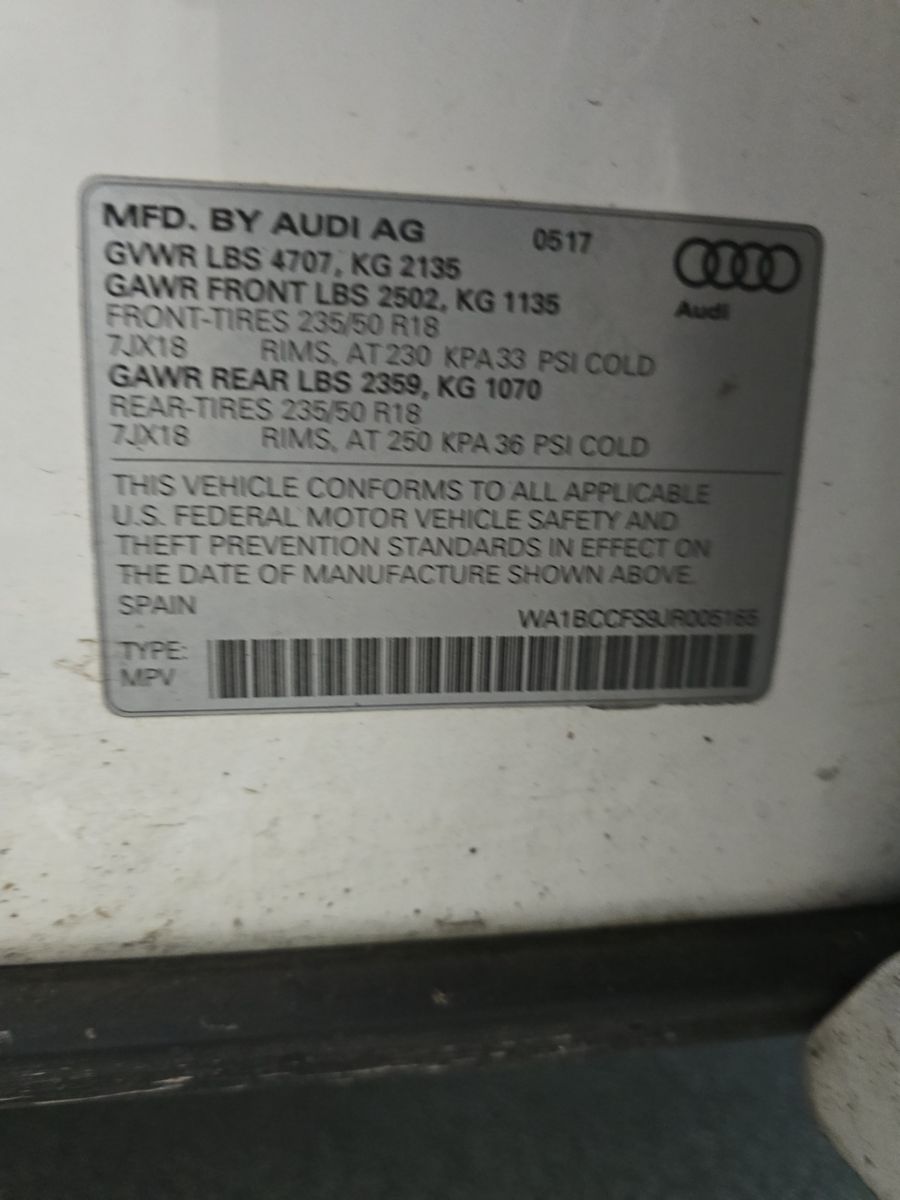 MFD. BY AUDI AG 0517
GVWR LBS 4707, KG 2135
GAWR FRONT LBS 2502, KG 1135
Audi
FRONT-TIRES 235/50 R18
7JX18 RIMS, AT 230 KPA 33 PSI COLD
GAWR REAR LBS 2359, KG 1070
REAR-TIRES 235/50 R18
7JX18 RIMS, AT 250 KPA 36 PSI COLD
THIS VEHICLE CONFORMS TO ALL APPLICABLE
U.S. FEDERAL MOTOR VEHICLE SAFETY AND
THEFT PREVENTION STANDARDS IN EFFECT ON
THE DATE OF MANUFACTURE SHOWN ABOVE.
SPAIN WA1BCCFS9JR005165
TYPE:
MPV